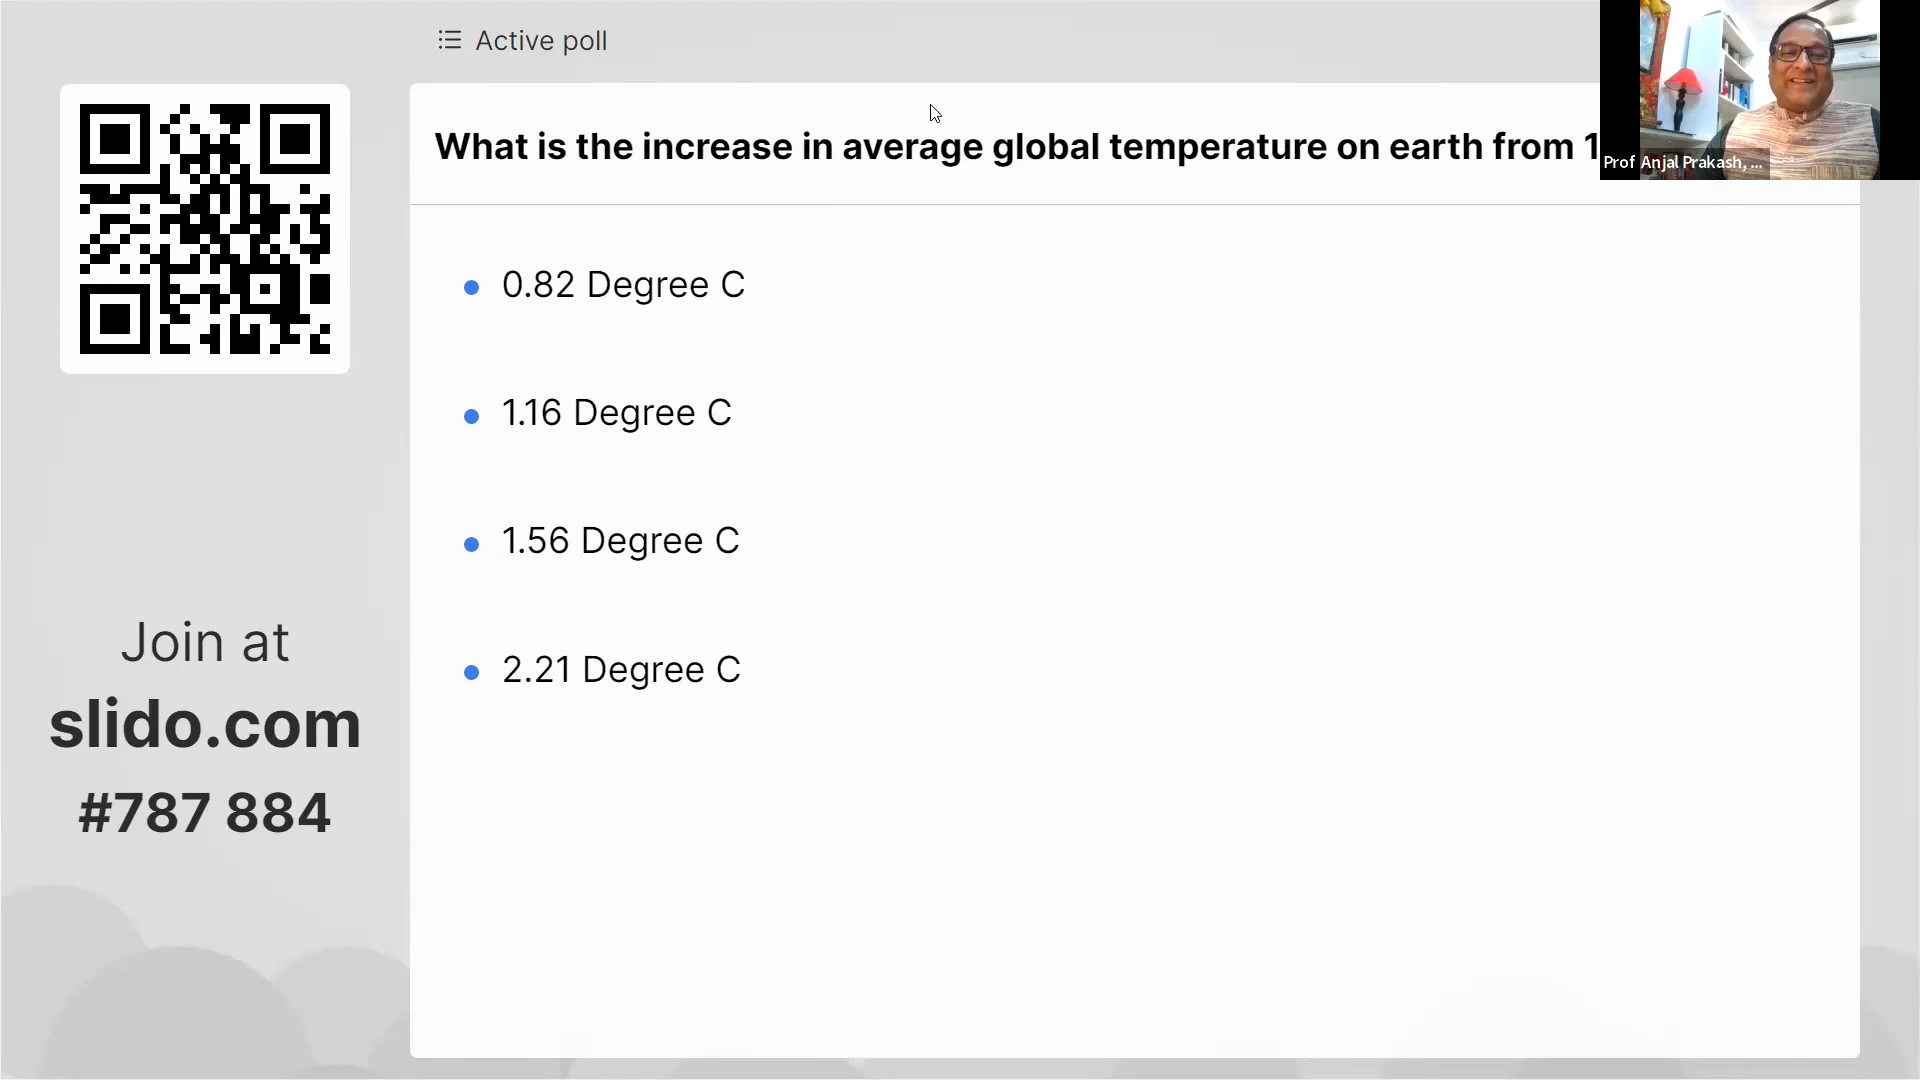 Active poll
What is the increase in average global temperature on earth from 1
Prof Anjal Prakash, ...
0.82 Degree C
1.16 Degree C
1.56 Degree C
2.21 Degree C
Join at
slido.com
#787 884